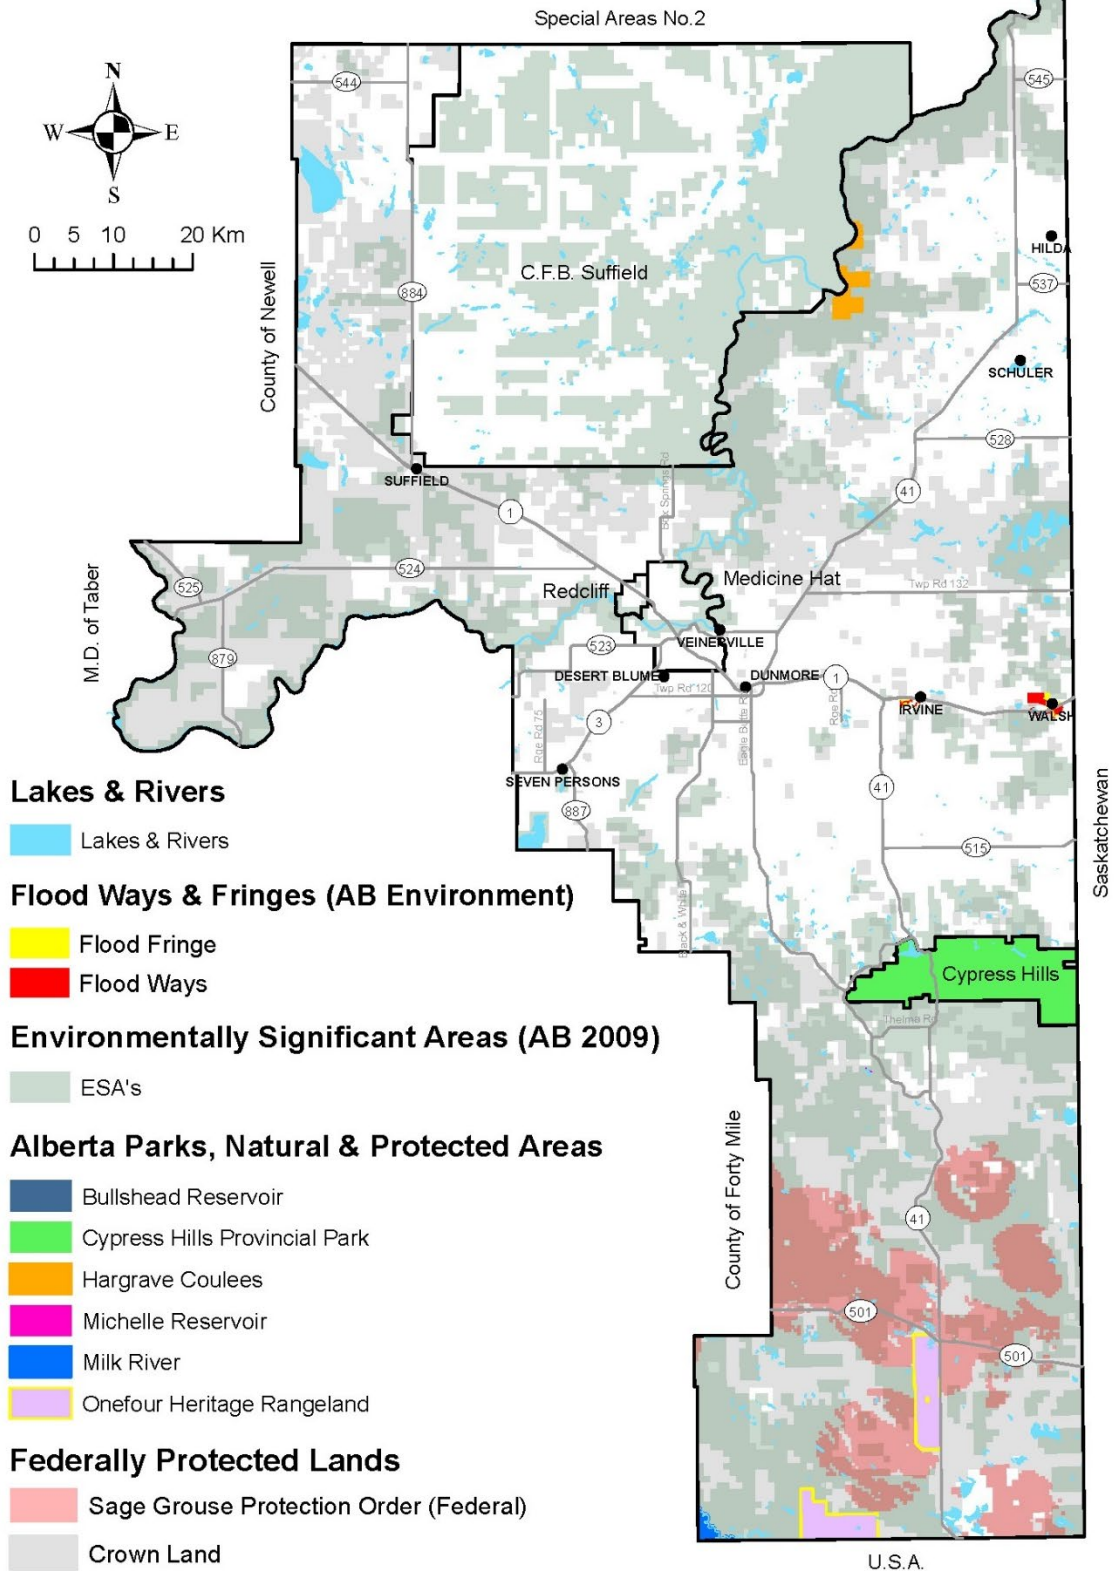 Special Areas No.2
N
W E
S
0 5 10 20 Km
544
545
HILDA
C.F.B. Suffield
537
884
County of Newell
SCHULER
528
SUFFIELD
41
1
Box Springs Rd
524
525
Redcliff
Medicine Hat
Twp Rd 132
M.D. of Taber
879
523
VEINERVILLE
DESERT BLUME
DUNMORE
1
Twp Rd 120
Eagle Butte R
Rge Rd
IRVINE
WALSH
3
Rge Rd 75
SEVEN PERSONS
887
41
515
Saskatchewan
Black & White
Cypress Hills
Thelma Rd
County of Forty Mile
41
501
501
U.S.A.
Lakes & Rivers
Lakes & Rivers
Flood Ways & Fringes (AB Environment)
Flood Fringe
Flood Ways
Environmentally Significant Areas (AB 2009)
ESA's
Alberta Parks, Natural & Protected Areas
Bullshead Reservoir
Cypress Hills Provincial Park
Hargrave Coulees
Michelle Reservoir
Milk River
Onefour Heritage Rangeland
Federally Protected Lands
Sage Grouse Protection Order (Federal)
Crown Land